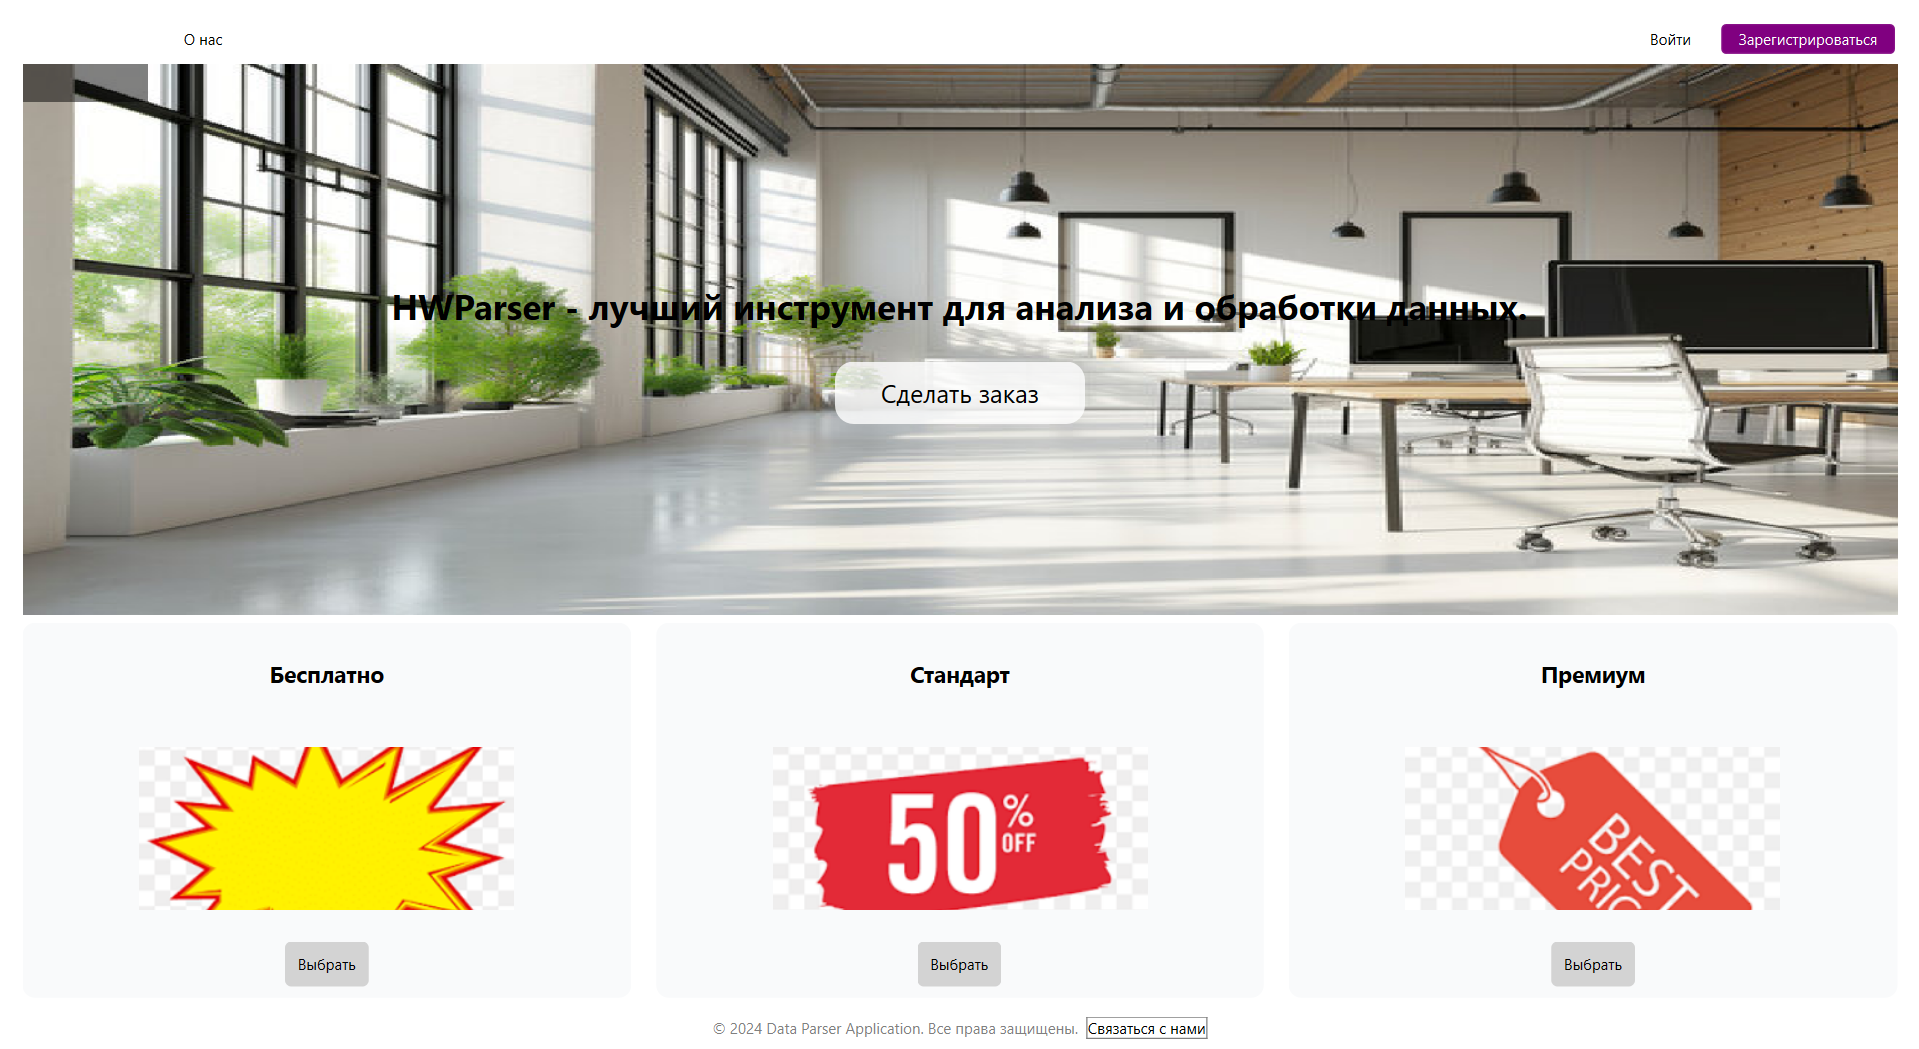 О нас
Войти
Зарегистрироваться
HWParser - лучший инструмент для анализа и обработки данных.
Сделать заказ
Бесплатно
Стандарт
Премиум
50% OFF
BEST
Выбрать
Выбрать
Выбрать
© 2024 Data Parser Application. Все права защищены. Связаться с нами